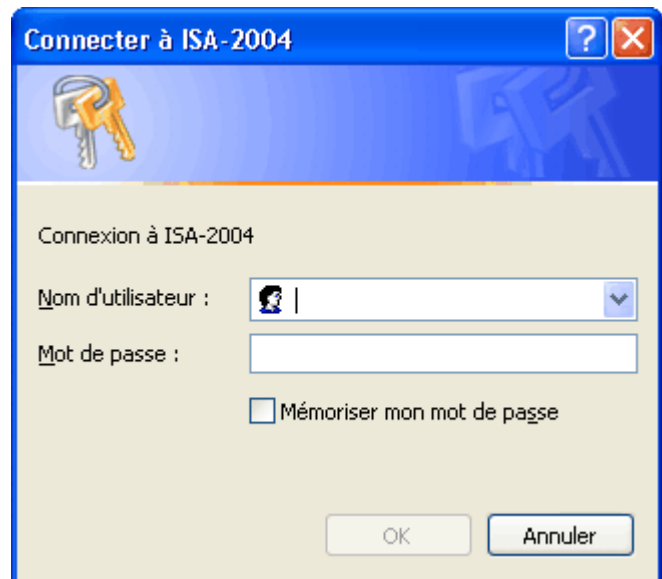 Connecter à ISA-2004
Connexion à ISA-2004
Nom d'utilisateur :
Mot de passe :
Mémoriser mon mot de passe
OK
Annuler